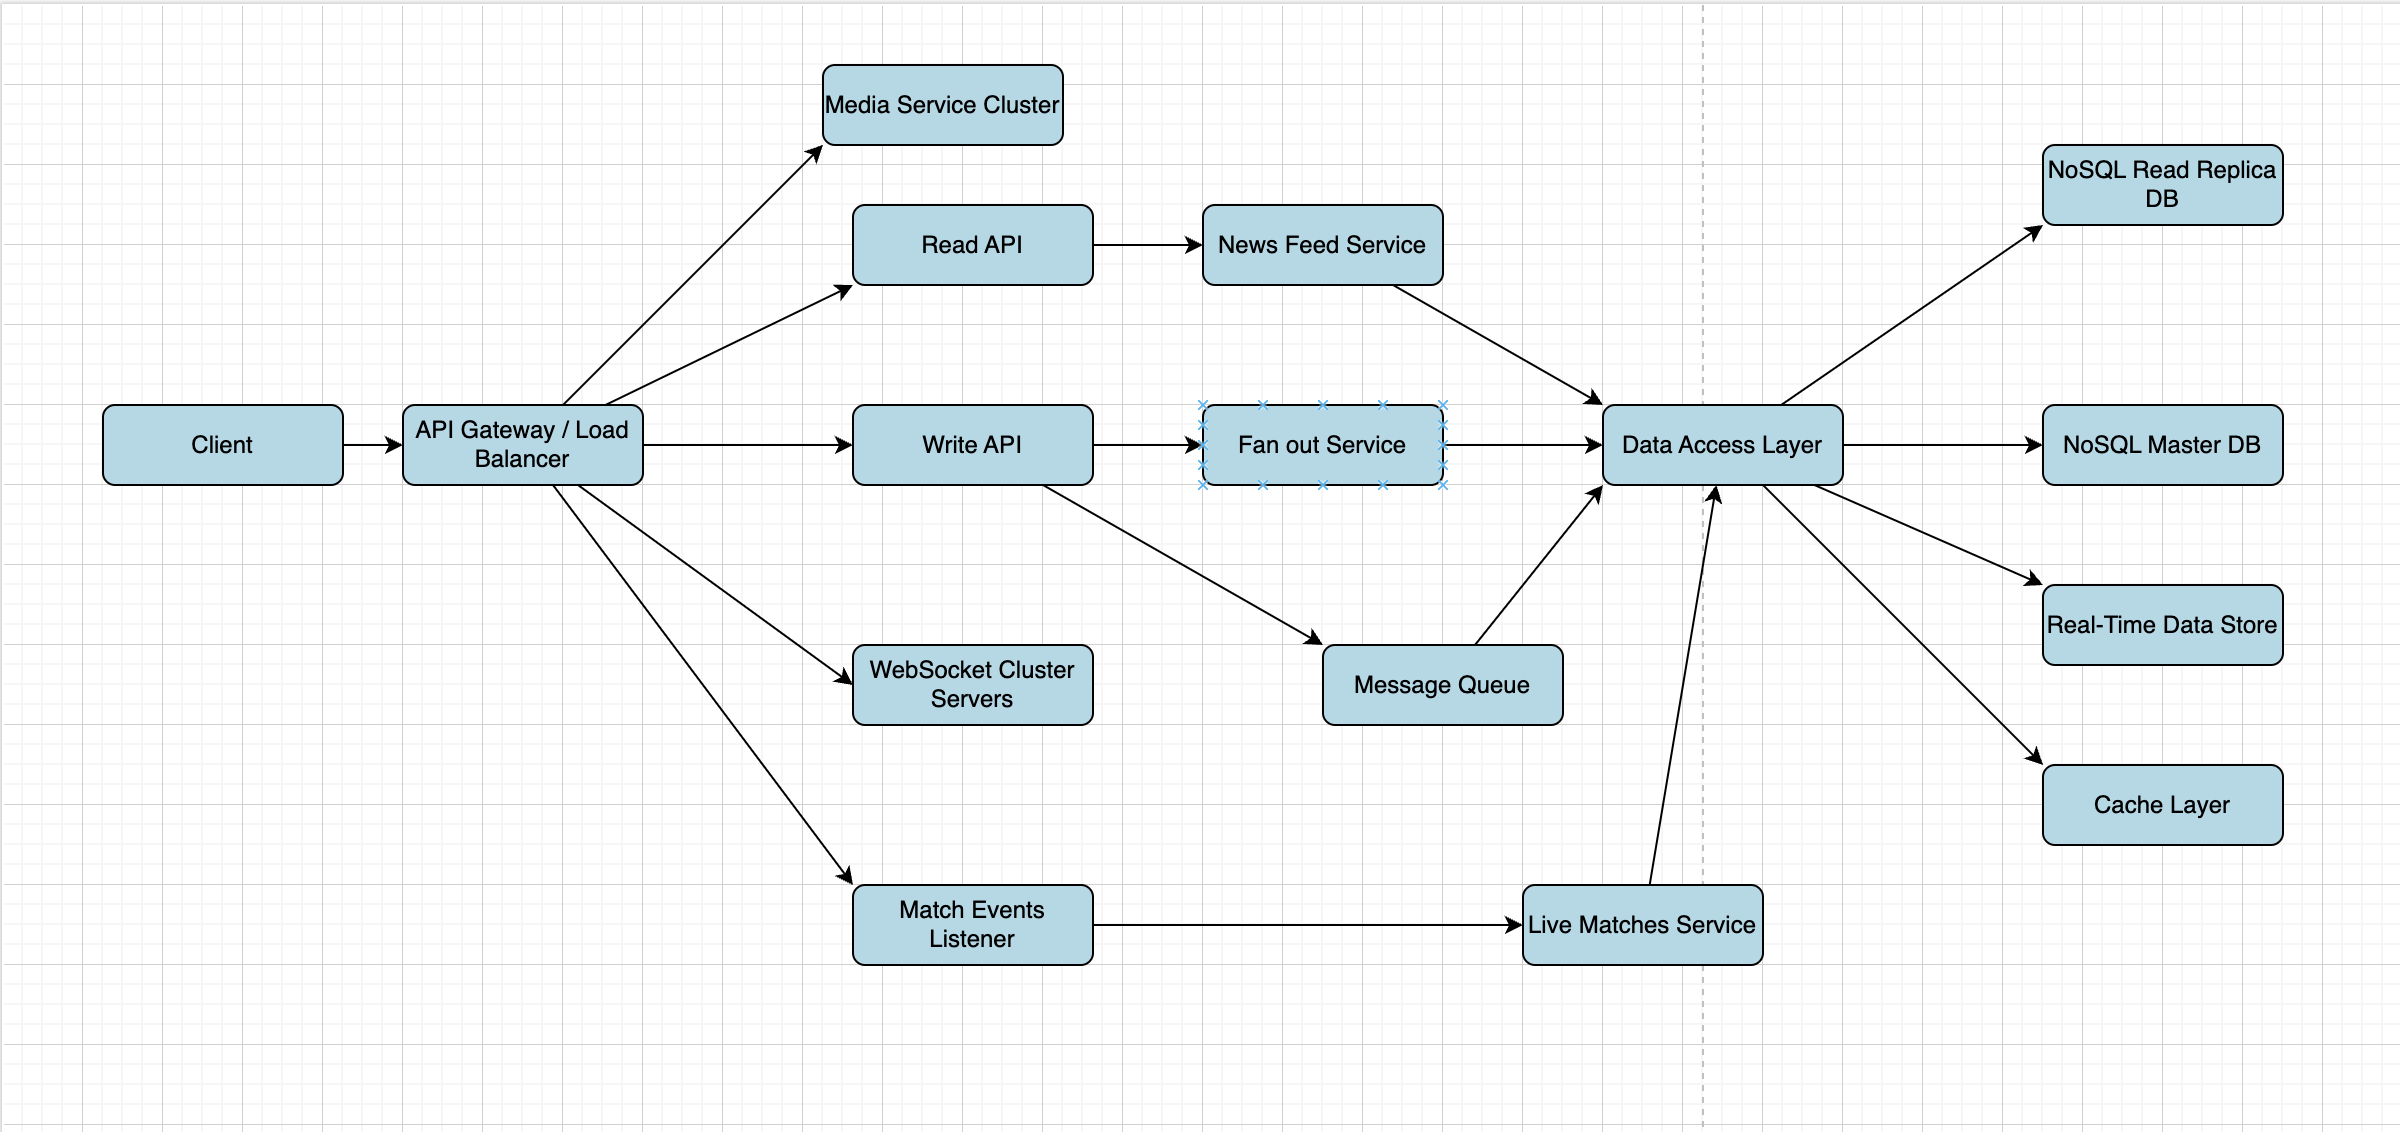 Media Service Cluster
NoSQL Read Replica
DB
Read API
News Feed Service
Client
API Gateway / Load
Balancer
Write API
Fan out Service
Data Access Layer
NoSQL Master DB
Real-Time Data Store
WebSocket Cluster
Servers
Message Queue
Cache Layer
Match Events
Listener
Live Matches Service